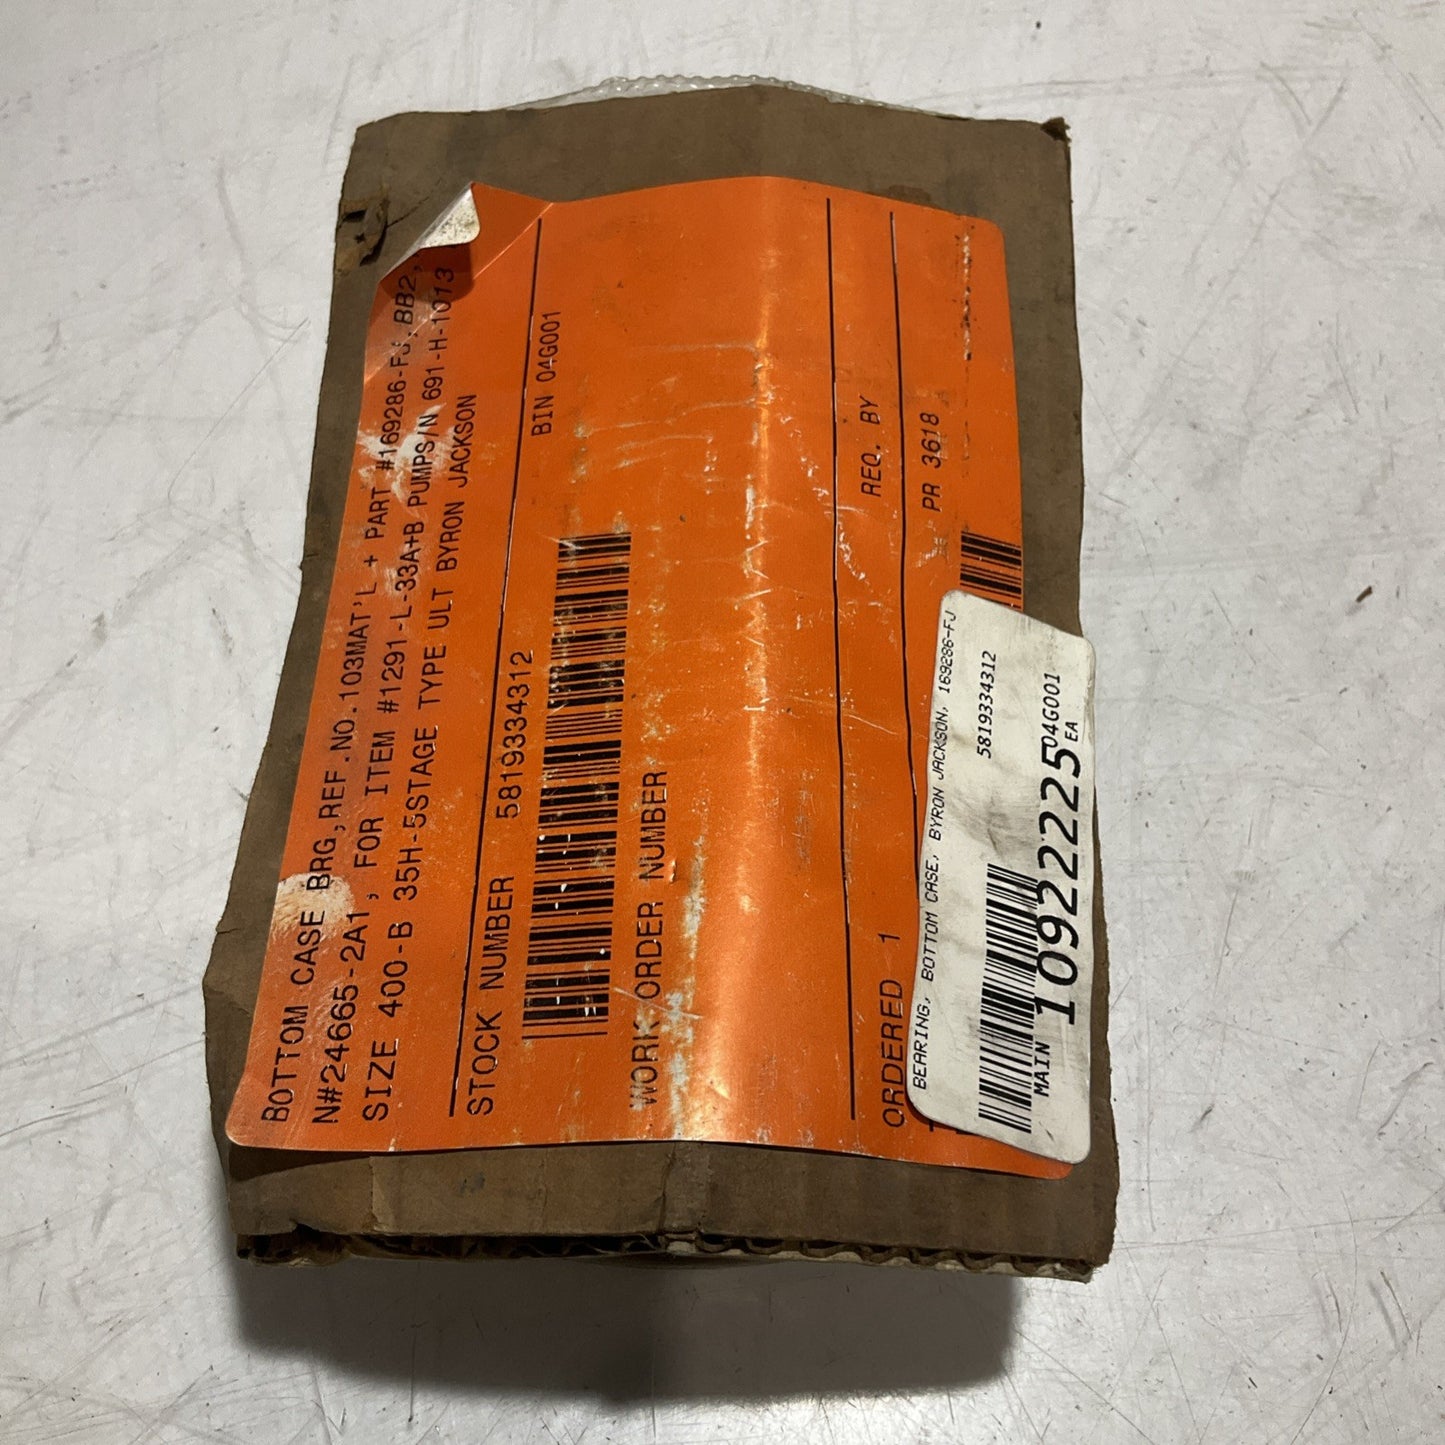 BOTTOM CASE BRG,REF.NO.103MAT'L + PART #169286-FJ,BB2,
N#24665-2A1, FOR ITEM #1291-L-33A+B PUMPS/N 691-H-1013
SIZE 400-B 35H-5STAGE TYPE ULT BYRON JACKSON
STOCK NUMBER 5819334312 BIN 04G001
WORK ORDER NUMBER
REQ. BY
ORDERED 1 PR 3618
BEARING, BOTTOM CASE, BYRON JACKSON, 169286-FJ
5819334312
04G001
MAIN 1092225 EA